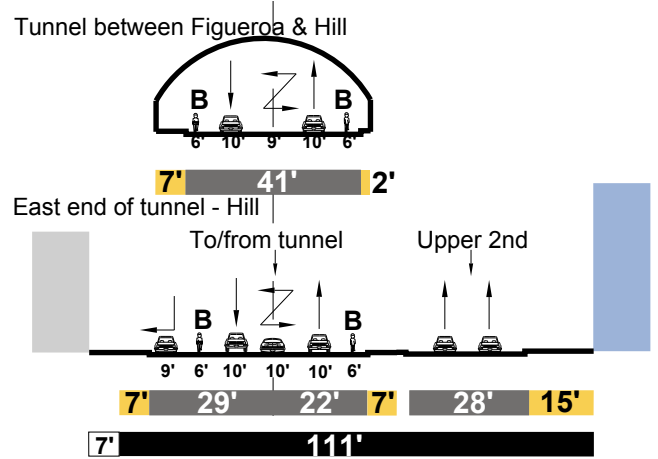 Tunnel between Figueroa & Hill
B B
6' 10' 9' 10' 6'
7' 41' 2'
East end of tunnel - Hill
To/from tunnel Upper 2nd
B B
9' 6' 10' 10' 10' 6'
7' 29' 22' 7' 28' 15'
7' 111'